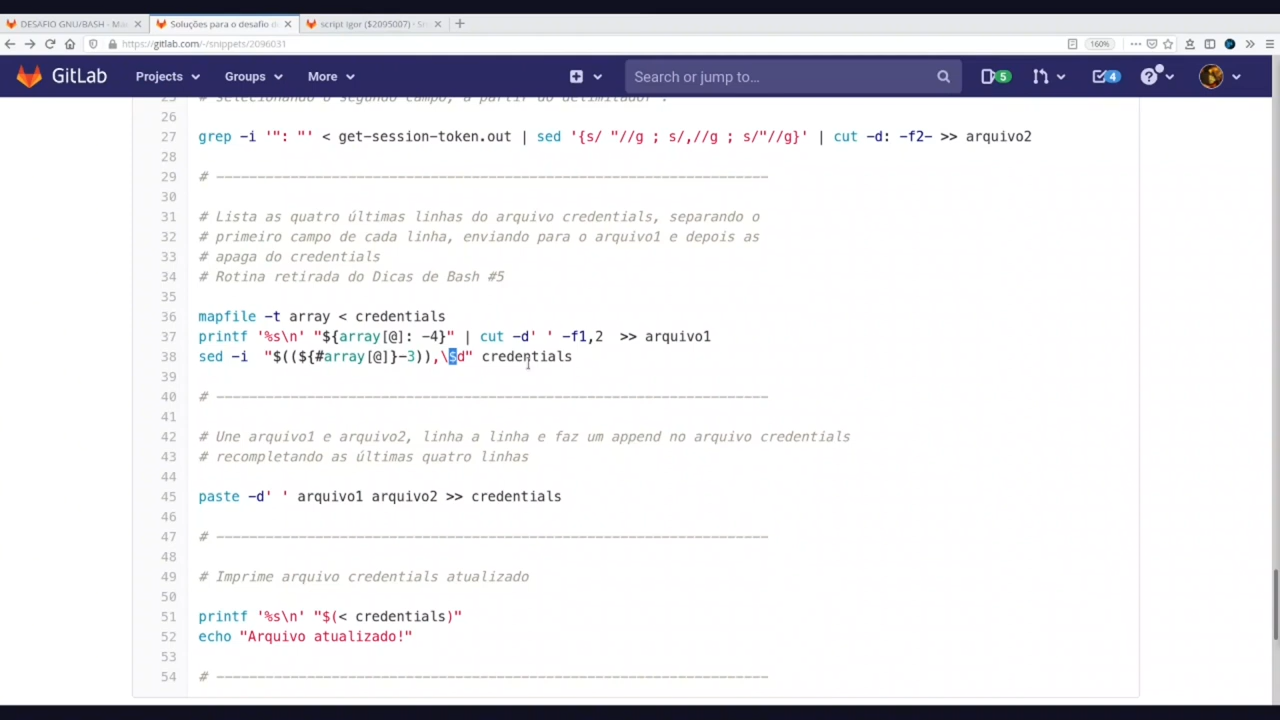 DESAFIO GNU/BASH - Ma
Soluções para o desafio d
script igor ($2095007) · Sn
https://gitlab.com/-/snippets/2096031
160%
GitLab
Projects
Groups
More
Search or jump to...
5
4
25 # selecionando o segundo campo, a partir do delimitador :
26
27 grep -i '": "' < get-session-token.out | sed '{s/ "//g ; s/,//g ; s/"//g}' | cut -d: -f2- >> arquivo2
28
29 # --------------------------------------------------------------------
30
31 # Lista as quatro últimas linhas do arquivo credentials, separando o
32 # primeiro campo de cada linha, enviando para o arquivo1 e depois as
33 # apaga do credentials
34 # Rotina retirada do Dicas de Bash #5
35
36 mapfile -t array < credentials
37 printf '%s\n' "${array[@]: -4}" | cut -d' ' -f1,2  >> arquivo1
38 sed -i  "$((${#array[@]}-3)),\$d" credentials
39
40 # --------------------------------------------------------------------
41
42 # Une arquivo1 e arquivo2, linha a linha e faz um append no arquivo credentials
43 # recompletando as últimas quatro linhas
44
45 paste -d' ' arquivo1 arquivo2 >> credentials
46
47 # --------------------------------------------------------------------
48
49 # Imprime arquivo credentials atualizado
50
51 printf '%s\n' "$(< credentials)"
52 echo "Arquivo atualizado!"
53
54 # --------------------------------------------------------------------